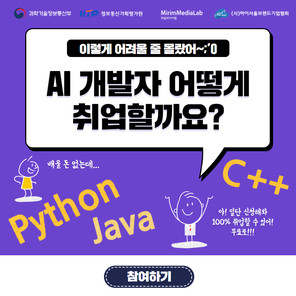 과학기술정보통신부 IITP 정보통신기획평가원 MirimMediaLab (사)하이서울브랜드기업협회
이렇게 어려울 줄 몰랐어~;'0
AI 개발자 어떻게
취업할까요?
배울 돈 없는데...
C++
Python
Java
야! 일단 신청해봐
100% 취업할 수 있어!
무료로!!!
참여하기